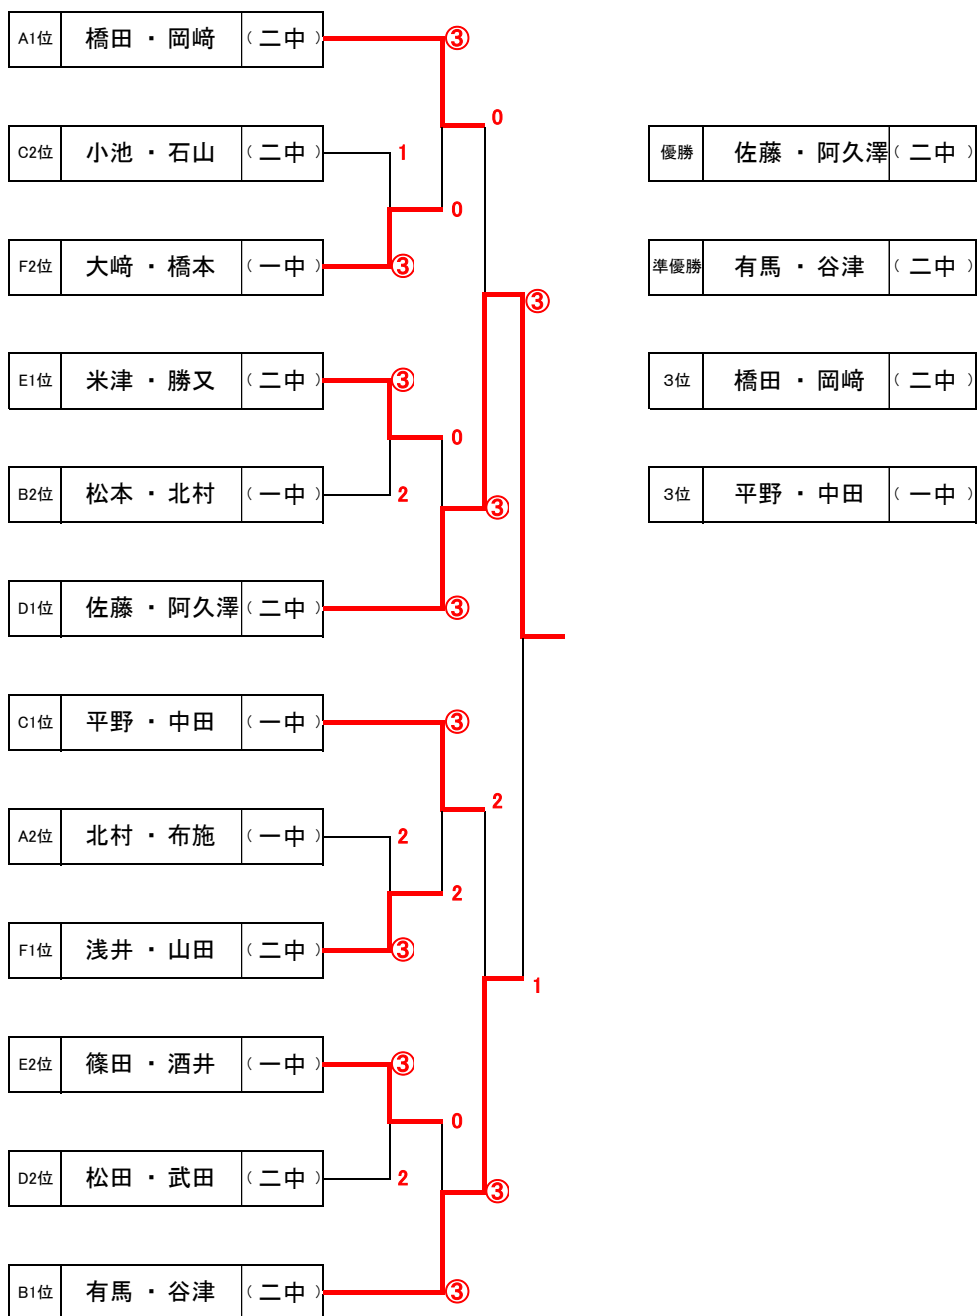 A1位 橋田 ・ 岡﨑 （ 二中 ） ③
0
C2位 小池 ・ 石山 （ 二中 ） 1
0
F2位 大﨑 ・ 橋本 （ 一中 ） ③
③
E1位 米津 ・ 勝又 （ 二中 ） ③
0
B2位 松本 ・ 北村 （ 一中 ） 2
③
D1位 佐藤 ・ 阿久澤 （ 二中 ） ③
C1位 平野 ・ 中田 （ 一中 ） ③
2
A2位 北村 ・ 布施 （ 一中 ） 2
2
F1位 浅井 ・ 山田 （ 二中 ） ③
1
E2位 篠田 ・ 酒井 （ 一中 ） ③
0
D2位 松田 ・ 武田 （ 二中 ） 2
③
B1位 有馬 ・ 谷津 （ 二中 ） ③
優勝 佐藤 ・ 阿久澤 （ 二中 ）
準優勝 有馬 ・ 谷津 （ 二中 ）
3位 橋田 ・ 岡﨑 （ 二中 ）
3位 平野 ・ 中田 （ 一中 ）